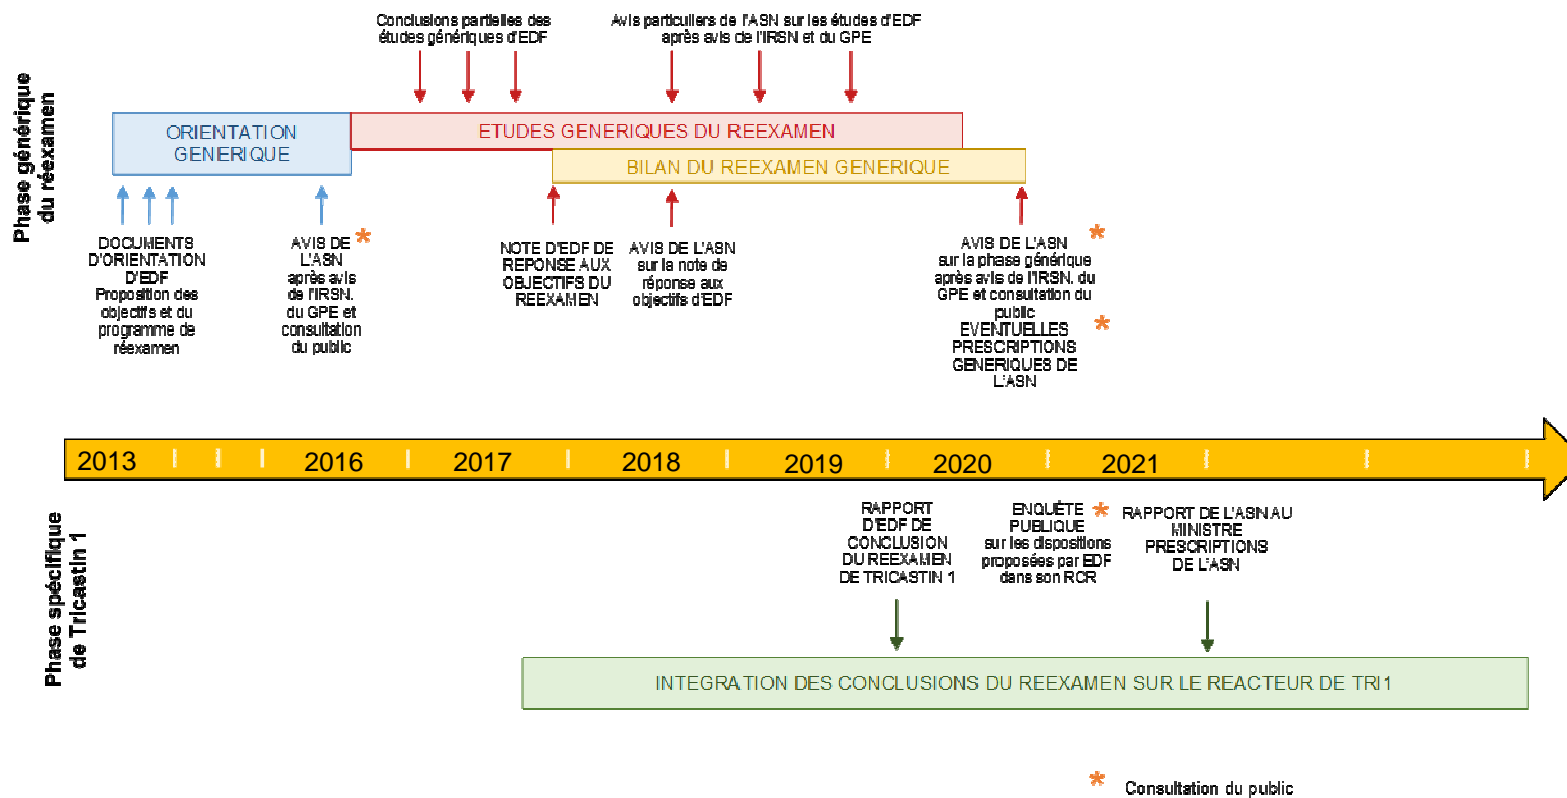 Conclusions partielles des
études génériques d'EDF
Avis particuliers de l'ASN sur les études d'EDF
après avis de l'IRSN et du GPE
Phase générique
du réexamen
ORIENTATION
GENERIQUE
ETUDES GENERIQUES DU REEXAMEN
BILAN DU REEXAMEN GENERIQUE
DOCUMENTS
D'ORIENTATION
D'EDF
Proposition des
objectifs et du
programme de
réexamen
AVIS DE *
L'ASN
après avis
de l'IRSN.
du GPE et
consultation
du public
NOTE D'EDF DE
REPONSE AUX
OBJECTIFS DU
REEXAMEN
AVIS DE L'ASN
sur la note de
réponse aux
objectifs d'EDF
AVIS DE L'ASN *
sur la phase générique
après avis de l'IRSN. du
GPE et consultation du
public
EVENTUELLES *
PRESCRIPTIONS
GENERIQUES DE
L'ASN
2013
2016
2017
2018
2019
2020
2021
Phase spécifique
de Tricastin 1
RAPPORT
D'EDF DE
CONCLUSION
DU REEXAMEN
DE TRICASTIN 1
ENQUÊTE *
PUBLIQUE
sur les dispositions
proposées par EDF
dans son RCR
RAPPORT DE L'ASN AU
MINISTRE
PRESCRIPTIONS
DE L'ASN
INTEGRATION DES CONCLUSIONS DU REEXAMEN SUR LE REACTEUR DE TRI1
* Consultation du public